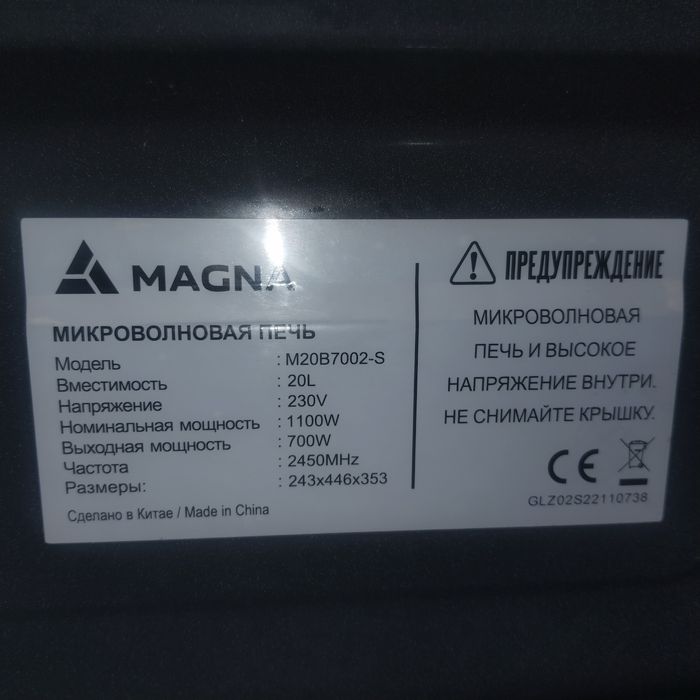 MAGNA
МИКРОВОЛНОВАЯ ПЕЧЬ
Модель : M20B7002-S
Вместимость : 20L
Напряжение : 230V
Номинальная мощность : 1100W
Выходная мощность : 700W
Частота : 2450MHz
Размеры: : 243x446x353
Сделано в Китае / Made in China
ПРЕДУПРЕЖДЕНИЕ
МИКРОВОЛНОВАЯ
ПЕЧЬ И ВЫСОКОЕ
НАПРЯЖЕНИЕ ВНУТРИ.
НЕ СНИМАЙТЕ КРЫШКУ.
CE
GLZ02S22110738